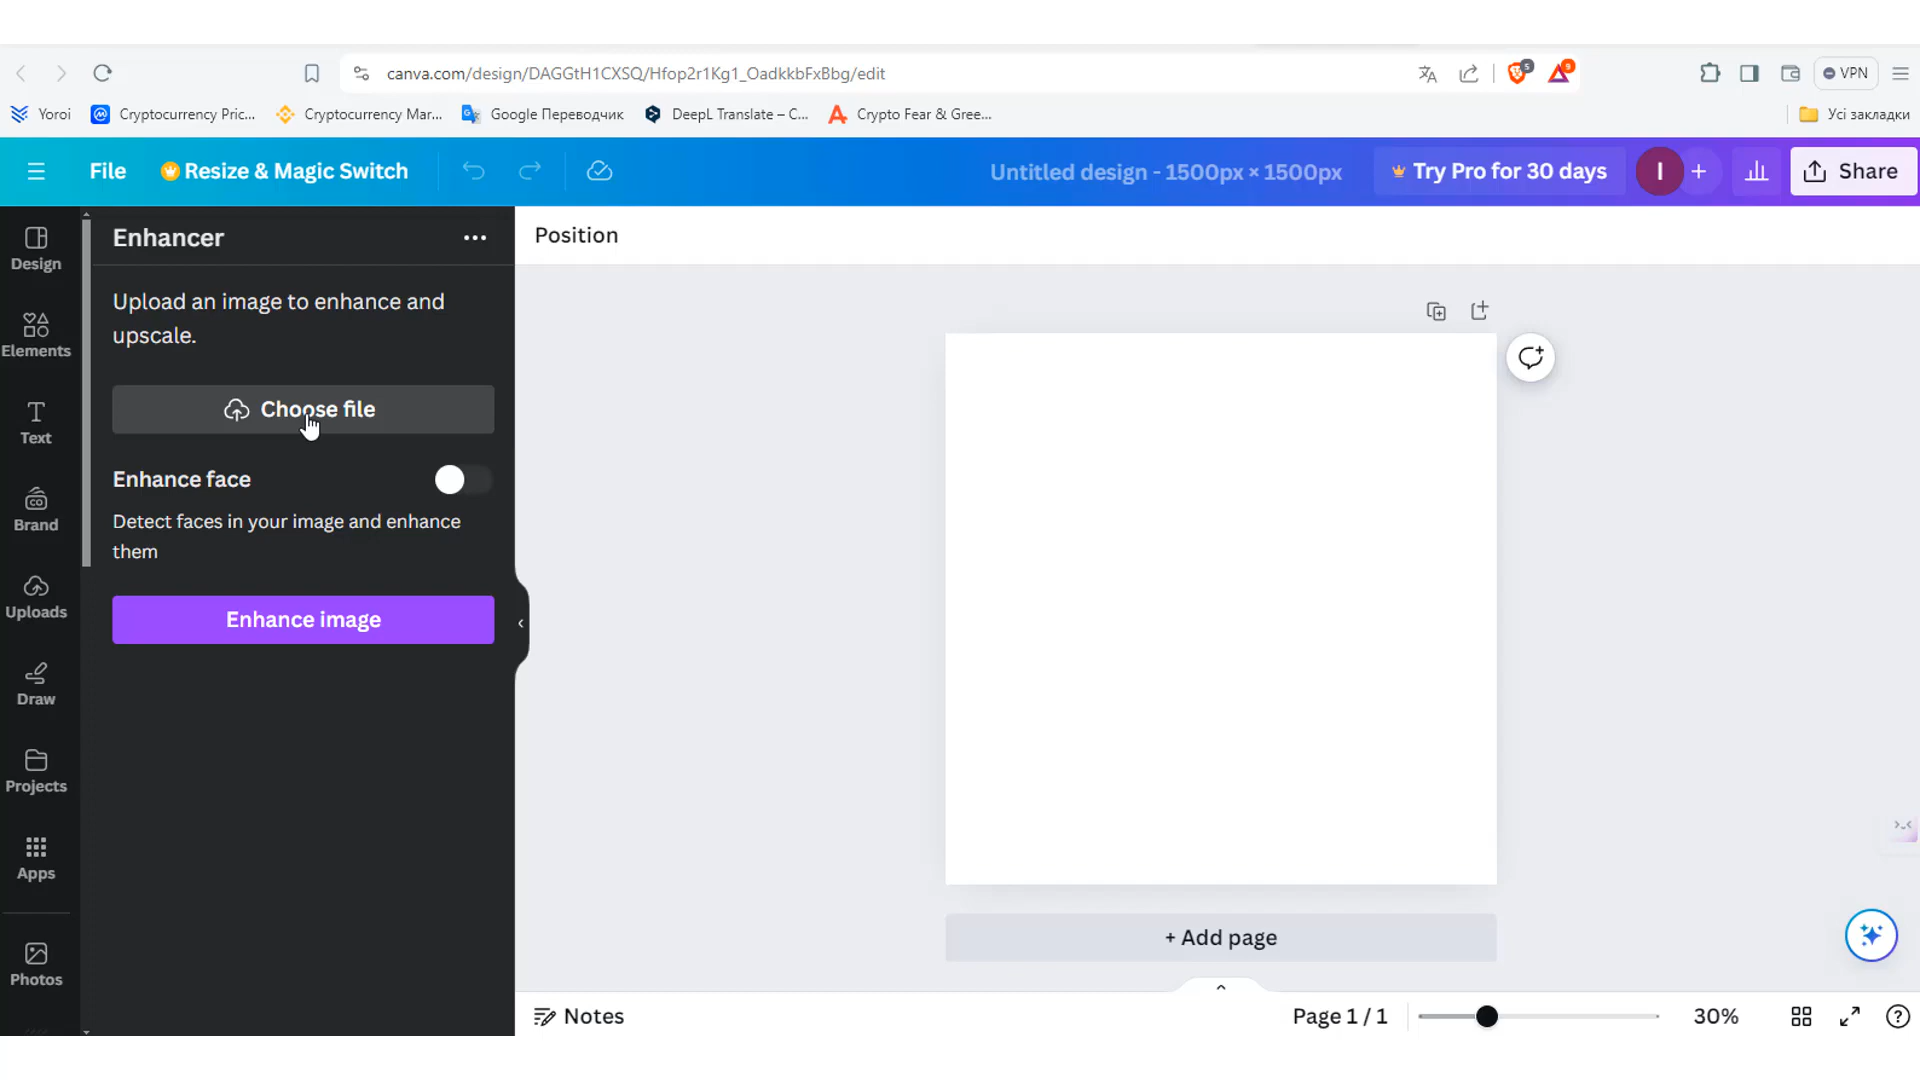 canva.com/design/DAGGtH1CXSQ/Hfop2r1Kg1_OadkkbFxBbg/edit
5
9
VPN
Yoroi
Cryptocurrency Pric...
Cryptocurrency Mar...
Google Переводчик
DeepL Translate – C...
Crypto Fear & Gree...
Усі закладки
File
Resize & Magic Switch
Untitled design - 1500px × 1500px
Try Pro for 30 days
I
+
Share
Design
Elements
Text
Brand
Uploads
Draw
Projects
Apps
Photos
Enhancer
Upload an image to enhance and
upscale.
Choose file
Enhance face
Detect faces in your image and enhance
them
Enhance image
Position
+ Add page
Notes
Page 1 / 1
30%